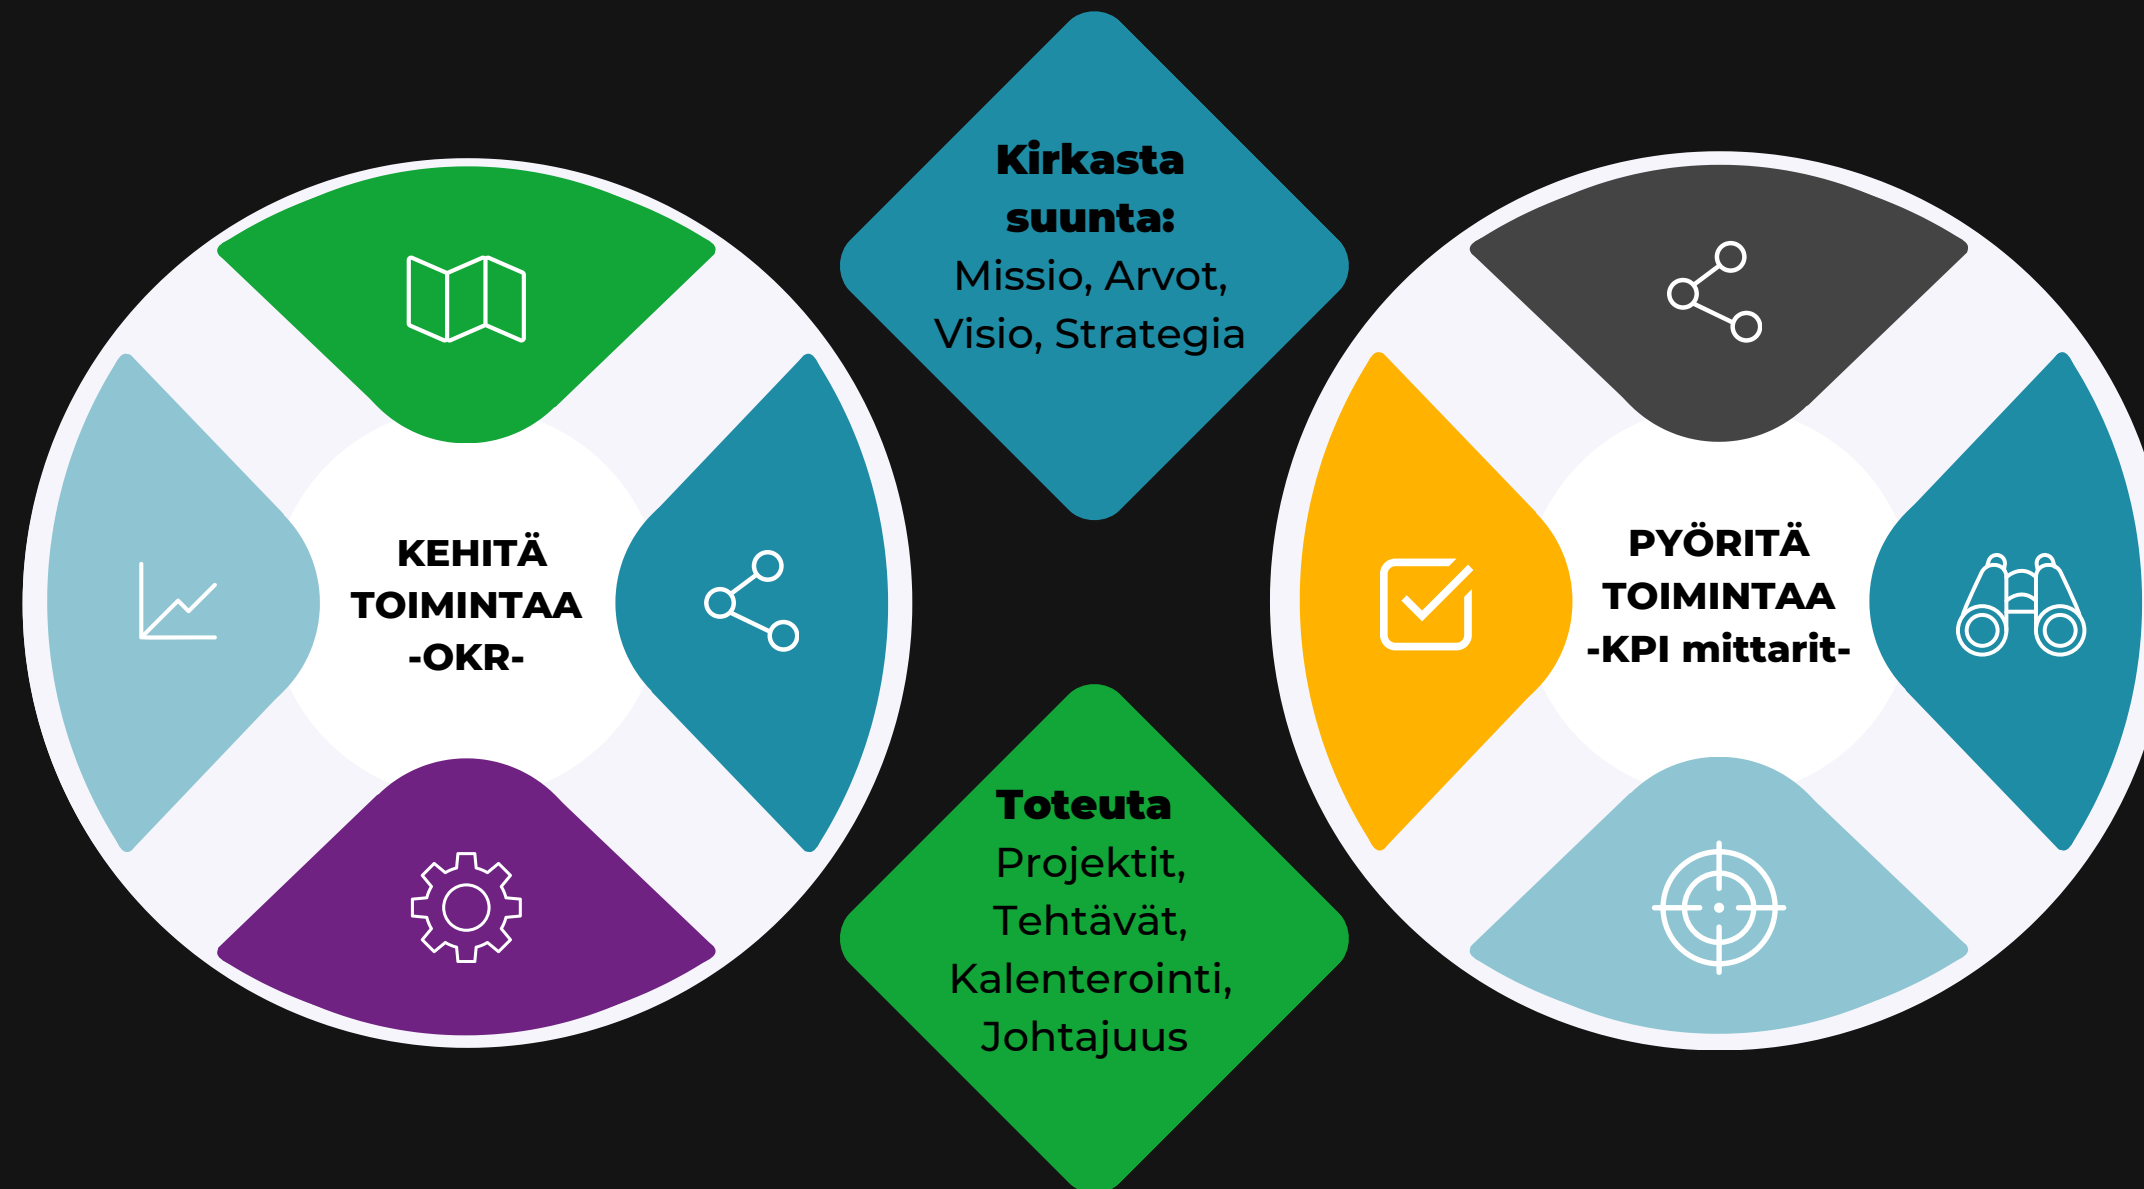 Kirkasta
suunta:
Missio, Arvot,
Visio, Strategia
KEHITÄ
TOIMINTAA
-OKR-
PYÖRITÄ
TOIMINTAA
-KPI mittarit-
Toteuta
Projektit,
Tehtävät,
Kalenterointi,
Johtajuus